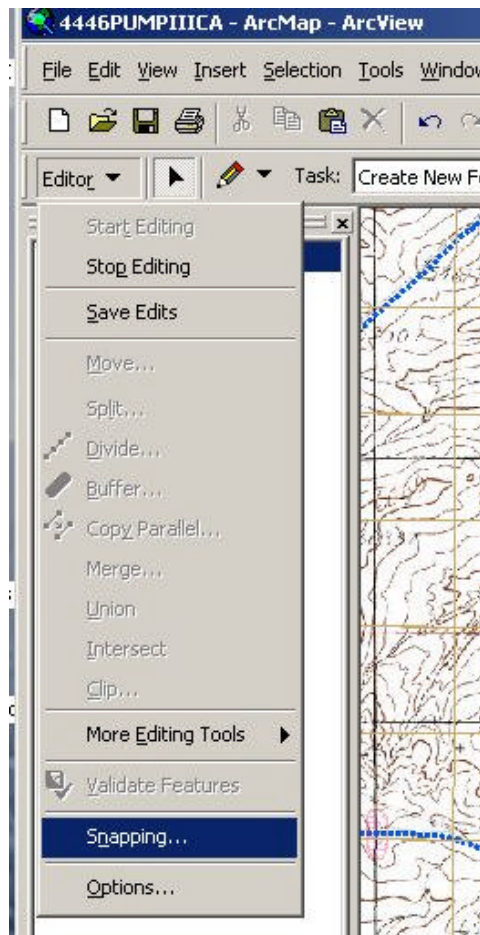 4446PUMPIIICA - ArcMap - ArcView
File Edit View Insert Selection Tools Window
Editor Task: Create New F
Start Editing
Stop Editing
Save Edits
Move...
Split...
Divide...
Buffer...
Copy Parallel...
Merge...
Union
Intersect
Clip...
More Editing Tools
Validate Features
Snapping...
Options...